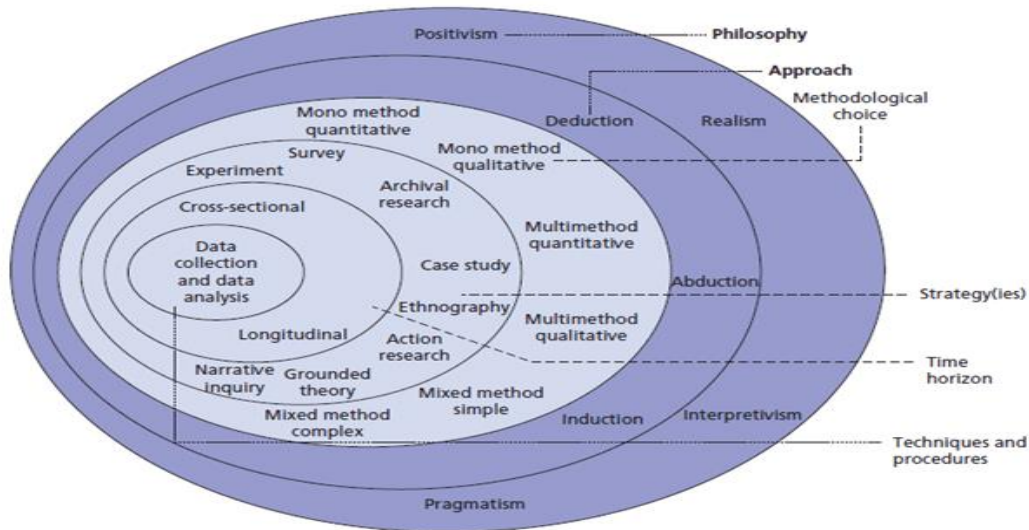 Positivism
Philosophy
Approach
Methodological
choice
Mono method
quantitative
Deduction
Realism
Survey
Mono method
qualitative
Experiment
Archival
research
Cross-sectional
Multimethod
quantitative
Data
collection
and data
analysis
Case study
Abduction
Strategy(ies)
Ethnography
Multimethod
qualitative
Longitudinal
Action
research
Time
horizon
Narrative
inquiry
Grounded
theory
Mixed method
simple
Mixed method
complex
Induction
Interpretivism
Techniques and
procedures
Pragmatism